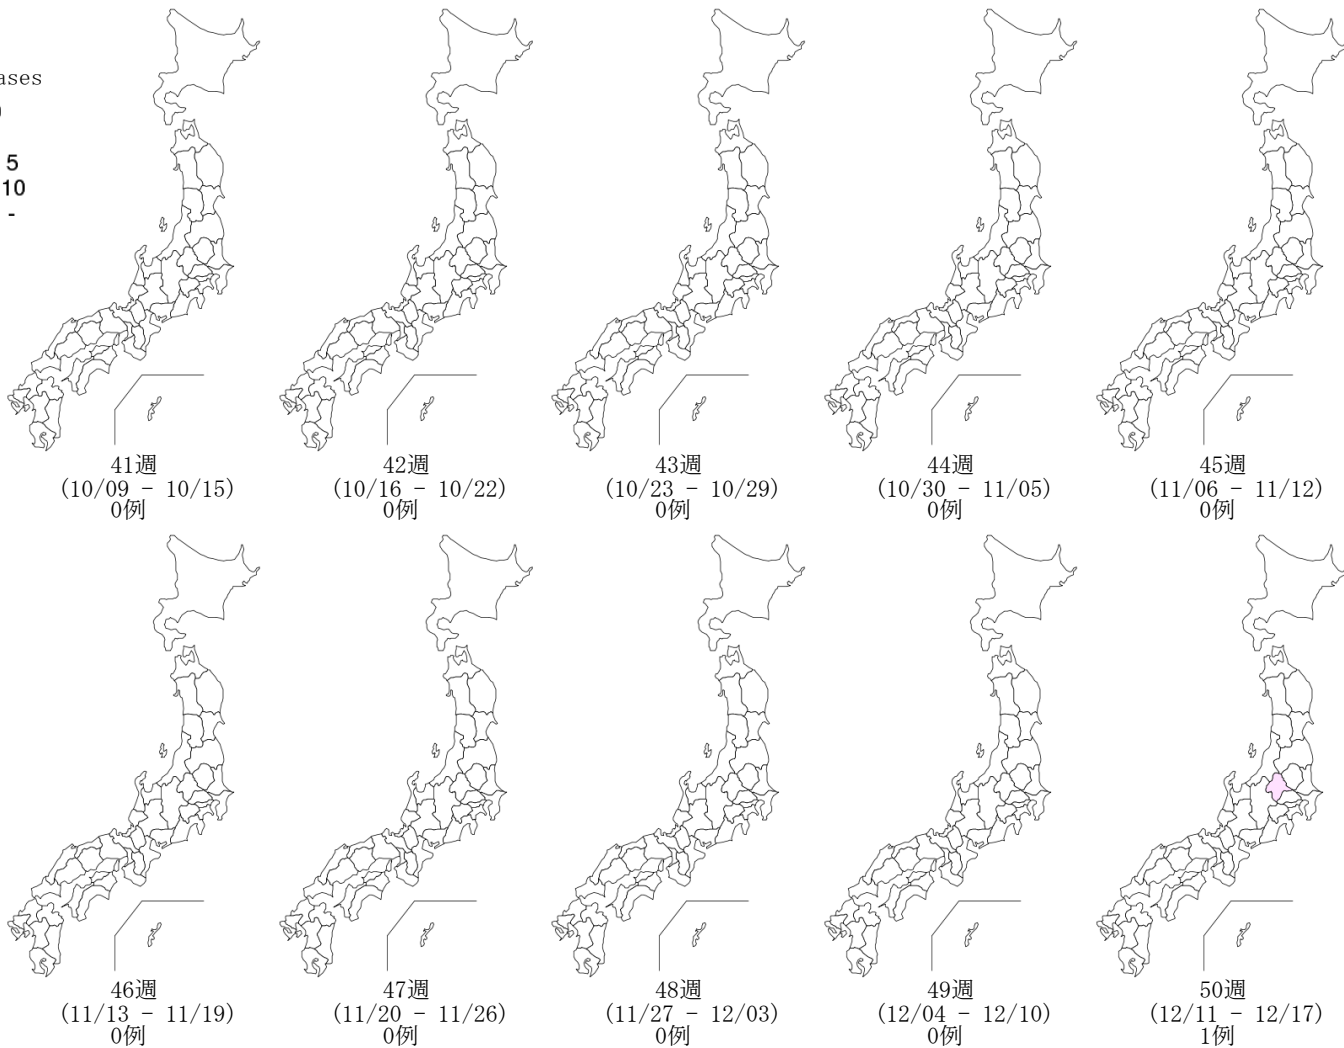 ases
5
10
-
41週
(10/09 - 10/15)
0例
42週
(10/16 - 10/22)
0例
43週
(10/23 - 10/29)
0例
44週
(10/30 - 11/05)
0例
45週
(11/06 - 11/12)
0例
46週
(11/13 - 11/19)
0例
47週
(11/20 - 11/26)
0例
48週
(11/27 - 12/03)
0例
49週
(12/04 - 12/10)
0例
50週
(12/11 - 12/17)
1例